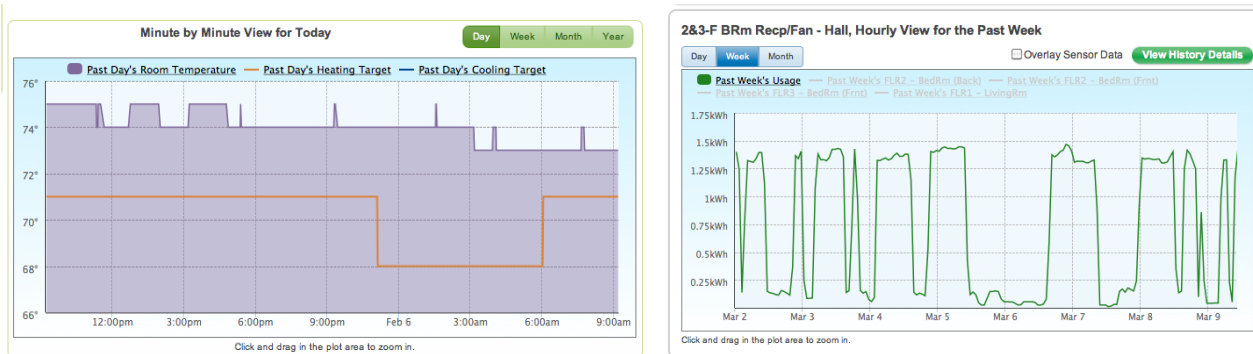 Minute by Minute View for Today
Day Week Month Year
Past Day's Room Temperature Past Day's Heating Target Past Day's Cooling Target
76°
74°
72°
70°
68°
66°
12:00pm 3:00pm 6:00pm 9:00pm Feb 6 3:00am 6:00am 9:00am
Click and drag in the plot area to zoom in.
2&3-F BRm Recp/Fan - Hall, Hourly View for the Past Week
Day Week Month
Overlay Sensor Data View History Details
Past Week's Usage Past Week's FLR2 - BedRm (Back) Past Week's FLR2 - BedRm (Frnt)
Past Week's FLR3 - BedRm (Frnt) Past Week's FLR1 - LivingRm
1.75kWh
1.5kWh
1.25kWh
1kWh
0.75kWh
0.5kWh
0.25kWh
Mar 2 Mar 3 Mar 4 Mar 5 Mar 6 Mar 7 Mar 8 Mar 9
Click and drag in the plot area to zoom in.